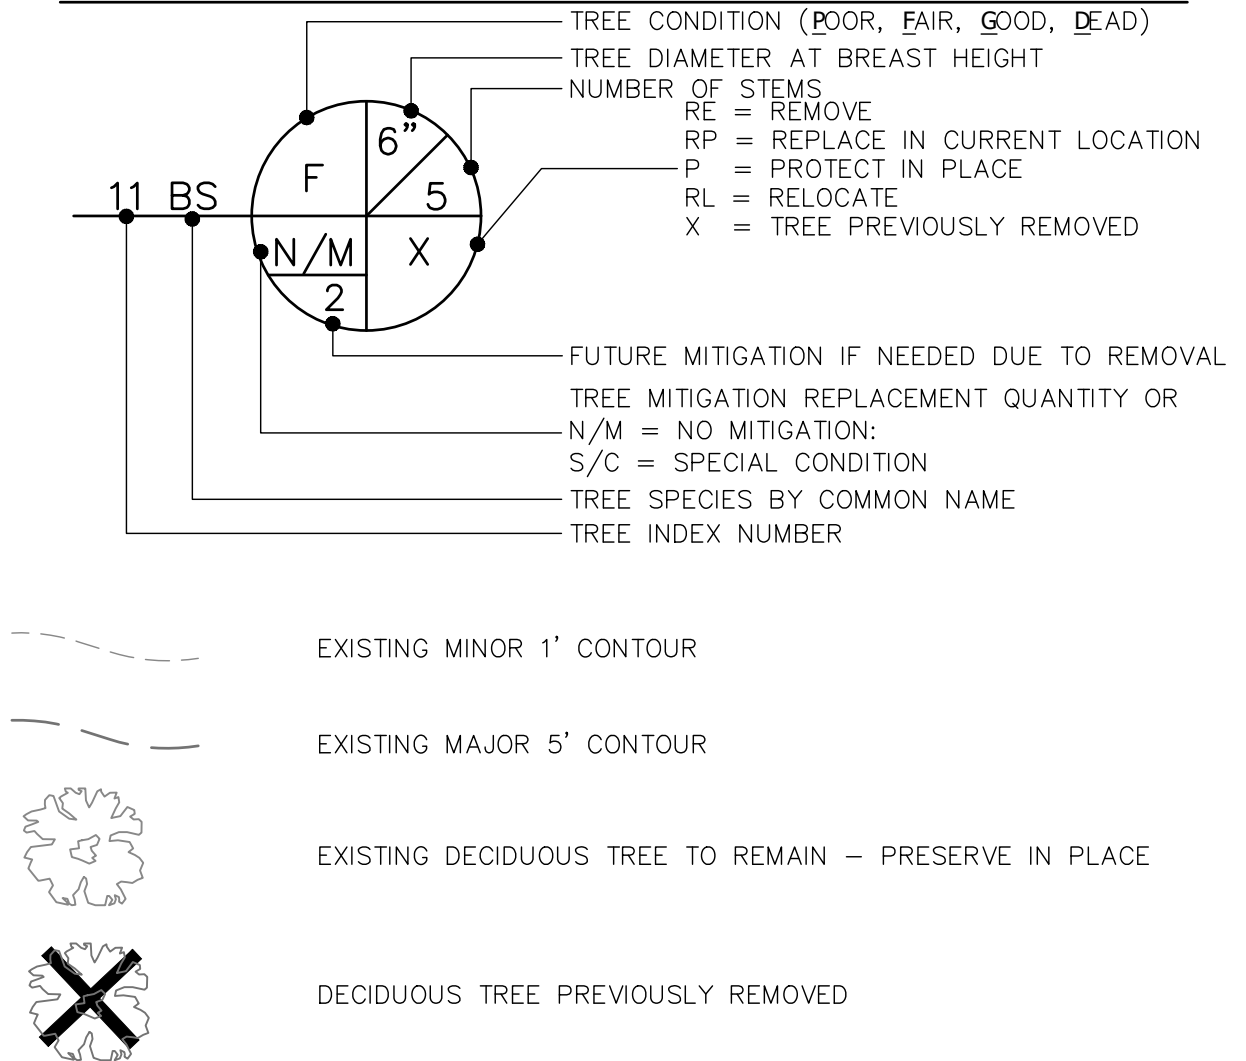 TREE CONDITION (POOR, FAIR, GOOD, DEAD)
TREE DIAMETER AT BREAST HEIGHT
NUMBER OF STEMS
RE = REMOVE
RP = REPLACE IN CURRENT LOCATION
P = PROTECT IN PLACE
RL = RELOCATE
X = TREE PREVIOUSLY REMOVED
6”
F
5
11 BS
N/M
X
2
FUTURE MITIGATION IF NEEDED DUE TO REMOVAL
TREE MITIGATION REPLACEMENT QUANTITY OR
N/M = NO MITIGATION:
S/C = SPECIAL CONDITION
TREE SPECIES BY COMMON NAME
TREE INDEX NUMBER
EXISTING MINOR 1’ CONTOUR
EXISTING MAJOR 5’ CONTOUR
EXISTING DECIDUOUS TREE TO REMAIN – PRESERVE IN PLACE
DECIDUOUS TREE PREVIOUSLY REMOVED